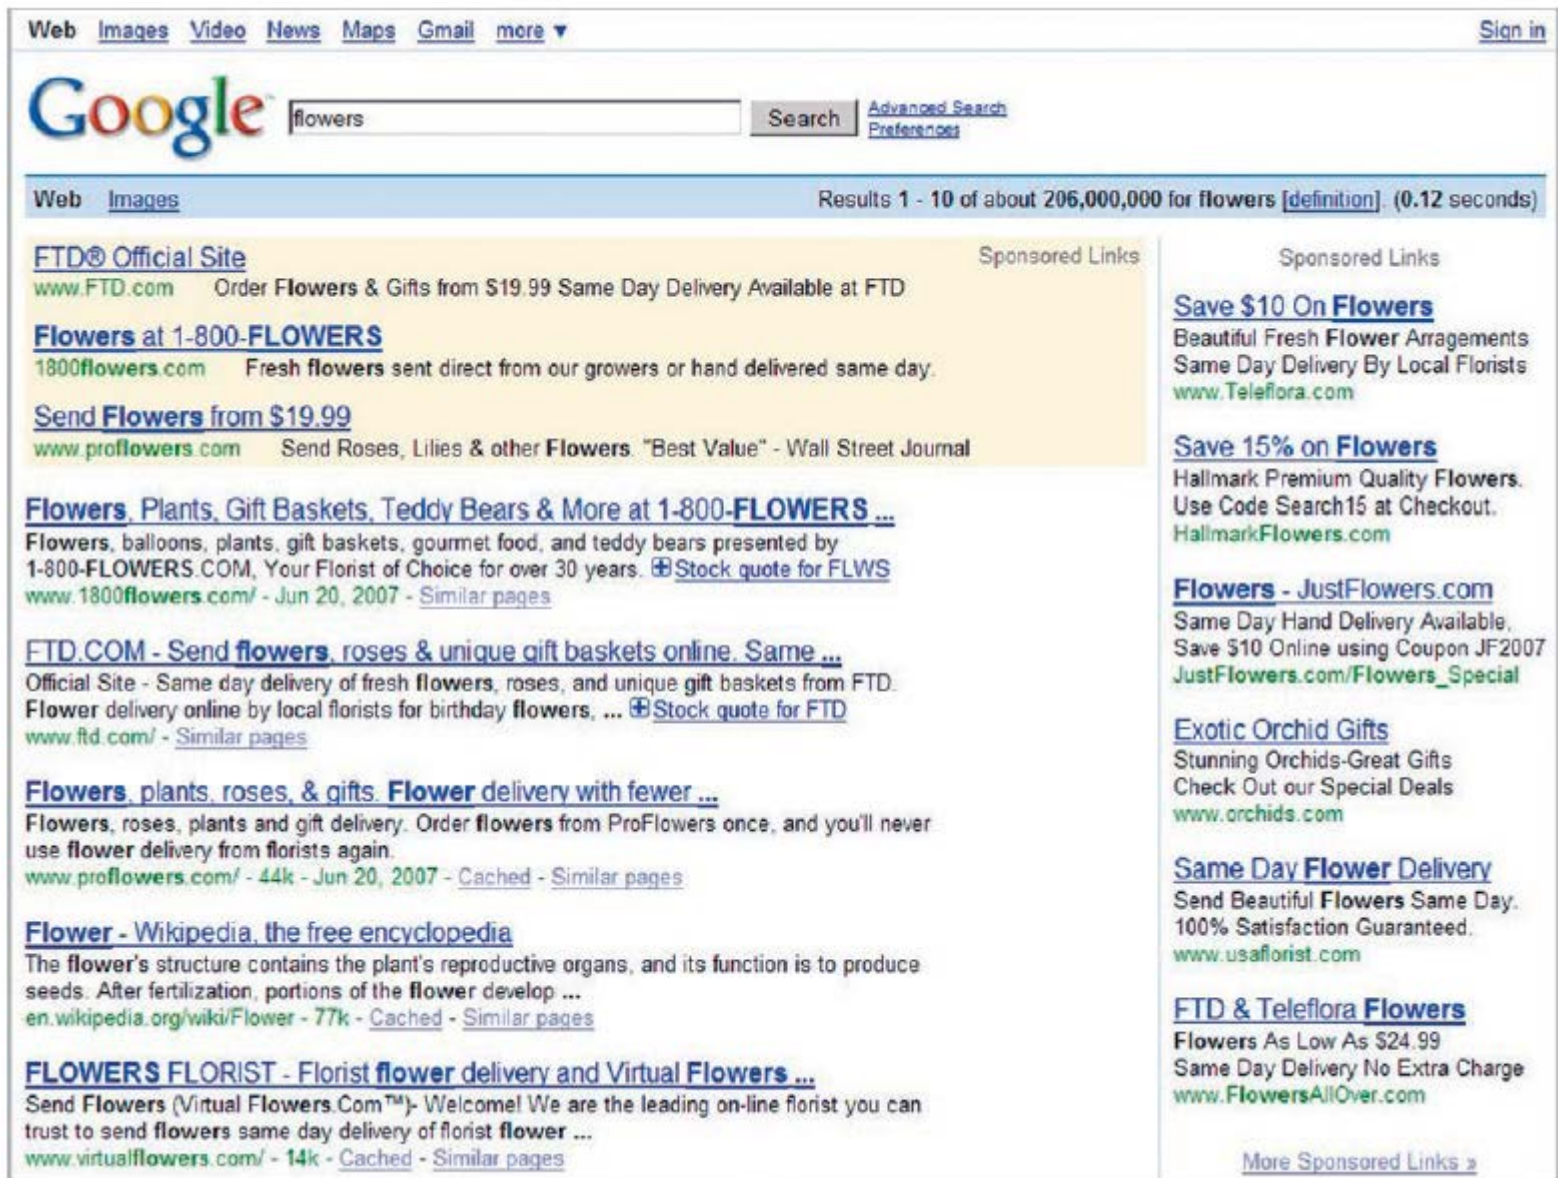 Web Images Video News Maps Gmail more ▼ Sign in
Google™ flowers Search Advanced Search
Preferences
Web Images Results 1 - 10 of about 206,000,000 for flowers [definition]. (0.12 seconds)
FTD® Official Site Sponsored Links
www.FTD.com Order Flowers & Gifts from $19.99 Same Day Delivery Available at FTD
Flowers at 1-800-FLOWERS
1800flowers.com Fresh flowers sent direct from our growers or hand delivered same day.
Send Flowers from $19.99
www.proflowers.com Send Roses, Lilies & other Flowers. "Best Value" - Wall Street Journal
Flowers, Plants, Gift Baskets, Teddy Bears & More at 1-800-FLOWERS ...
Flowers, balloons, plants, gift baskets, gourmet food, and teddy bears presented by
1-800-FLOWERS.COM, Your Florist of Choice for over 30 years. Stock quote for FLWS
www.1800flowers.com/ - Jun 20, 2007 - Similar pages
FTD.COM - Send flowers, roses & unique gift baskets online. Same ...
Official Site - Same day delivery of fresh flowers, roses, and unique gift baskets from FTD.
Flower delivery online by local florists for birthday flowers, ... Stock quote for FTD
www.ftd.com/ - Similar pages
Flowers, plants, roses, & gifts. Flower delivery with fewer ...
Flowers, roses, plants and gift delivery. Order flowers from ProFlowers once, and you'll never
use flower delivery from florists again.
www.proflowers.com/ - 44k - Jun 20, 2007 - Cached - Similar pages
Flower - Wikipedia, the free encyclopedia
The flower's structure contains the plant's reproductive organs, and its function is to produce
seeds. After fertilization, portions of the flower develop ...
en.wikipedia.org/wiki/Flower - 77k - Cached - Similar pages
FLOWERS FLORIST - Florist flower delivery and Virtual Flowers ...
Send Flowers (Virtual Flowers.Com™)- Welcome! We are the leading on-line florist you can
trust to send flowers same day delivery of florist flower ...
www.virtualflowers.com/ - 14k - Cached - Similar pages
Sponsored Links
Save $10 On Flowers
Beautiful Fresh Flower Arragements
Same Day Delivery By Local Florists
www.Teleflora.com
Save 15% on Flowers
Hallmark Premium Quality Flowers.
Use Code Search15 at Checkout.
HallmarkFlowers.com
Flowers - JustFlowers.com
Same Day Hand Delivery Available,
Save $10 Online using Coupon JF2007
JustFlowers.com/Flowers_Special
Exotic Orchid Gifts
Stunning Orchids-Great Gifts
Check Out our Special Deals
www.orchids.com
Same Day Flower Delivery
Send Beautiful Flowers Same Day.
100% Satisfaction Guaranteed.
www.usaflorist.com
FTD & Teleflora Flowers
Flowers As Low As $24.99
Same Day Delivery No Extra Charge
www.FlowersAllOver.com
More Sponsored Links »